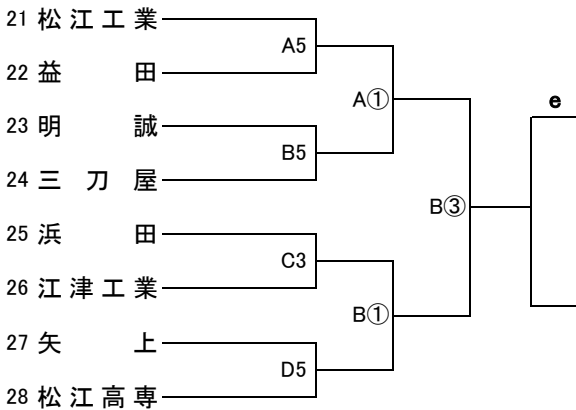 21 松江工業
A5
22 益田
A①
e
23 明誠
B5
24 三刀屋
B③
25 浜田
C3
26 江津工業
B①
27 矢上
D5
28 松江高専